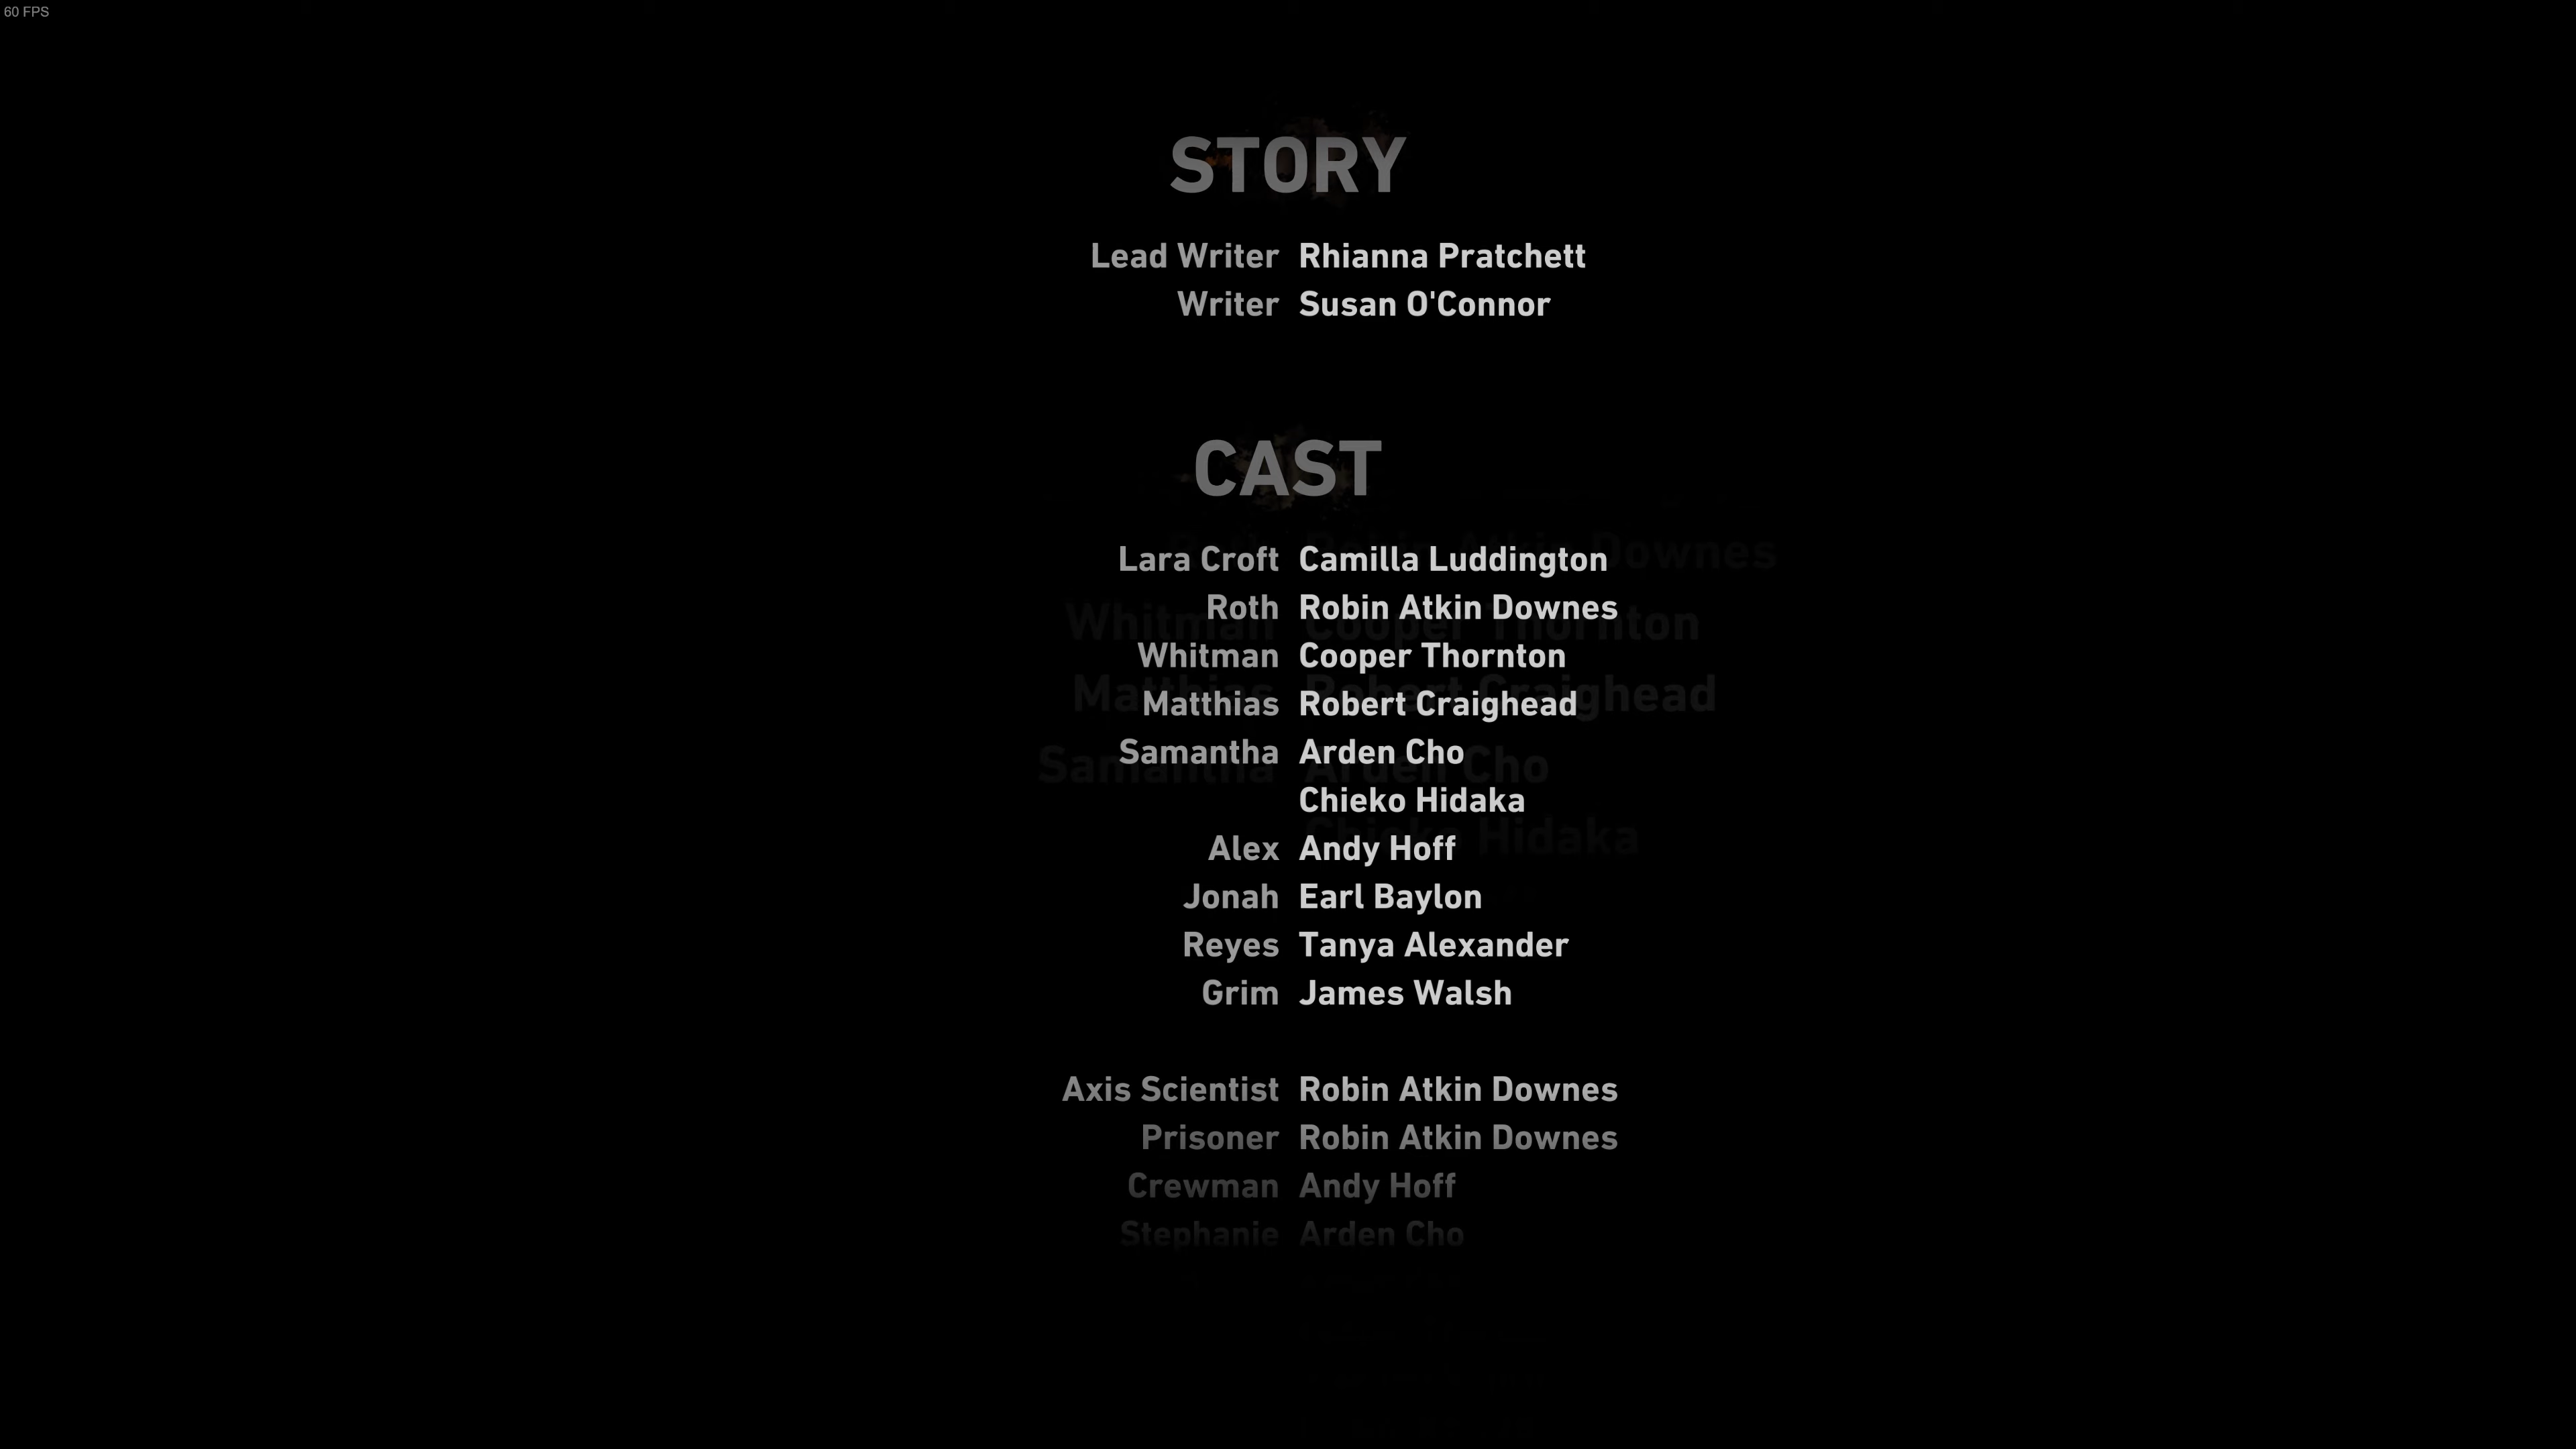 60 FPS
STORY
Lead Writer Rhianna Pratchett
Writer Susan O'Connor
CAST
Lara Croft Camilla Luddington
Roth Robin Atkin Downes
Whitman Cooper Thornton
Matthias Robert Craighead
Samantha Arden Cho
Chieko Hidaka
Alex Andy Hoff
Jonah Earl Baylon
Reyes Tanya Alexander
Grim James Walsh
Axis Scientist Robin Atkin Downes
Prisoner Robin Atkin Downes
Crewman Andy Hoff
Stephanie Arden Cho